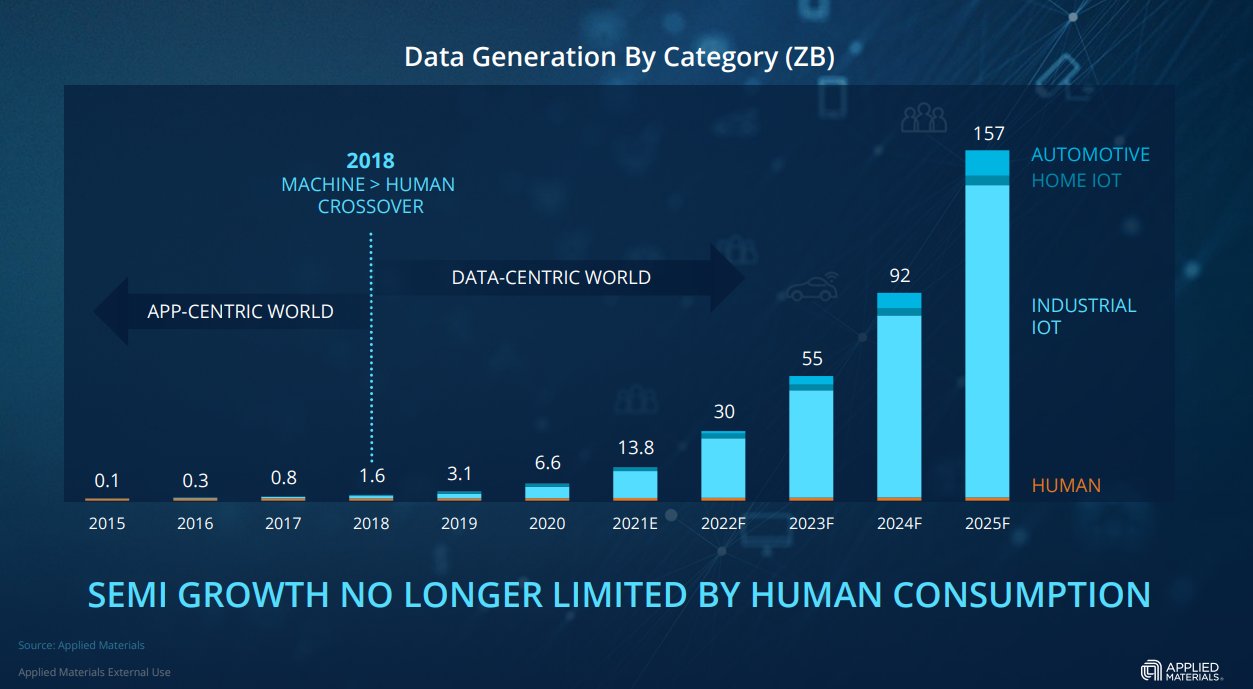 Data Generation By Category (ZB)
2018
MACHINE > HUMAN
CROSSOVER
APP-CENTRIC WORLD
DATA-CENTRIC WORLD
0.1
0.3
0.8
1.6
3.1
6.6
13.8
30
55
92
157
AUTOMOTIVE
HOME IOT
INDUSTRIAL
IOT
HUMAN
2015
2016
2017
2018
2019
2020
2021E
2022F
2023F
2024F
2025F
SEMI GROWTH NO LONGER LIMITED BY HUMAN CONSUMPTION
Source: Applied Materials
Applied Materials External Use
APPLIED
MATERIALS®